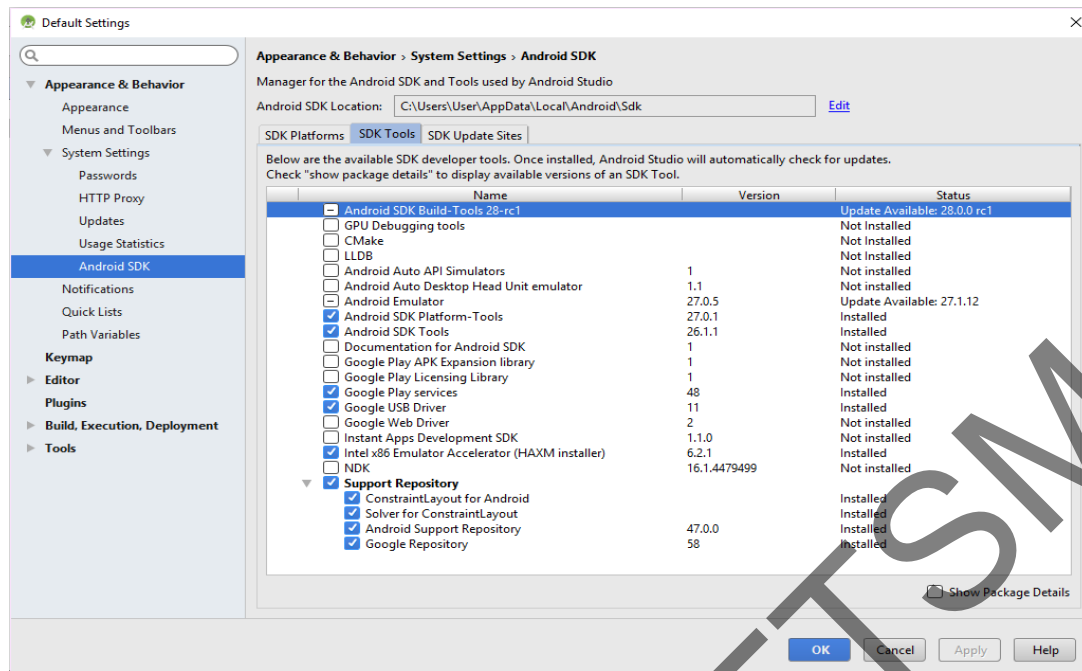 Default Settings
Appearance & Behavior › System Settings › Android SDK
Manager for the Android SDK and Tools used by Android Studio
Android SDK Location: C:\Users\User\AppData\Local\Android\Sdk Edit
SDK Platforms SDK Tools SDK Update Sites
Below are the available SDK developer tools. Once installed, Android Studio will automatically check for updates.
Check "show package details" to display available versions of an SDK Tool.
Name Version Status
Android SDK Build-Tools 28-rc1 Update Available: 28.0.0 rc1
GPU Debugging tools Not Installed
CMake Not Installed
LLDB Not Installed
Android Auto API Simulators 1 Not installed
Android Auto Desktop Head Unit emulator 1.1 Not installed
Android Emulator 27.0.5 Update Available: 27.1.12
Android SDK Platform-Tools 27.0.1 Installed
Android SDK Tools 26.1.1 Installed
Documentation for Android SDK 1 Not installed
Google Play APK Expansion library 1 Not installed
Google Play Licensing Library 1 Not installed
Google Play services 48 Installed
Google USB Driver 11 Installed
Google Web Driver 2 Not installed
Instant Apps Development SDK 1.1.0 Not installed
Intel x86 Emulator Accelerator (HAXM installer) 6.2.1 Installed
NDK 16.1.4479499 Not installed
Support Repository
ConstraintLayout for Android Installed
Solver for ConstraintLayout Installed
Android Support Repository 47.0.0 Installed
Google Repository 58 Installed
Show Package Details
Appearance & Behavior
Appearance
Menus and Toolbars
System Settings
Passwords
HTTP Proxy
Updates
Usage Statistics
Android SDK
Notifications
Quick Lists
Path Variables
Keymap
Editor
Plugins
Build, Execution, Deployment
Tools
OK Cancel Apply Help
TSM